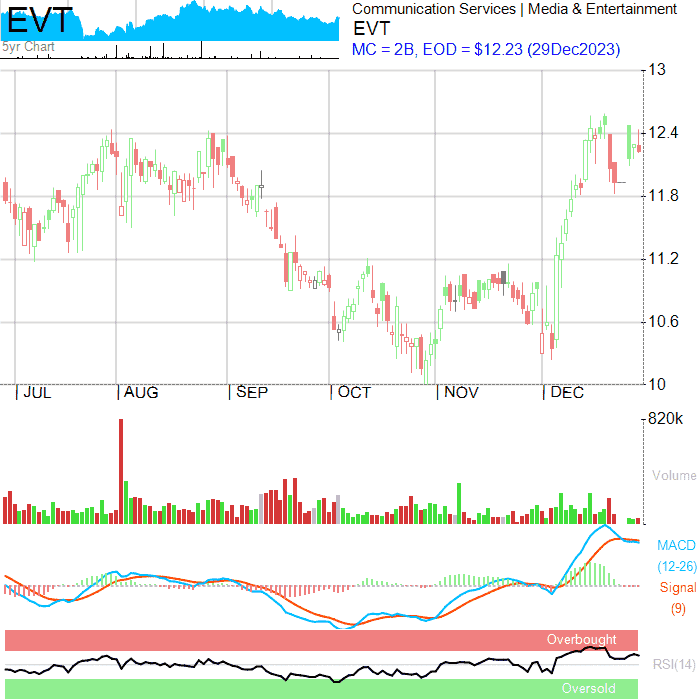 EVT
5yr Chart
Communication Services | Media & Entertainment
EVT
MC = 2B, EOD = $12.23 (29Dec2023)
13
12.4
11.8
11.2
10.6
10
JUL AUG SEP OCT NOV DEC
820k
Volume
MACD
(12-26)
Signal
(9)
Overbought
RSI(14)
Oversold